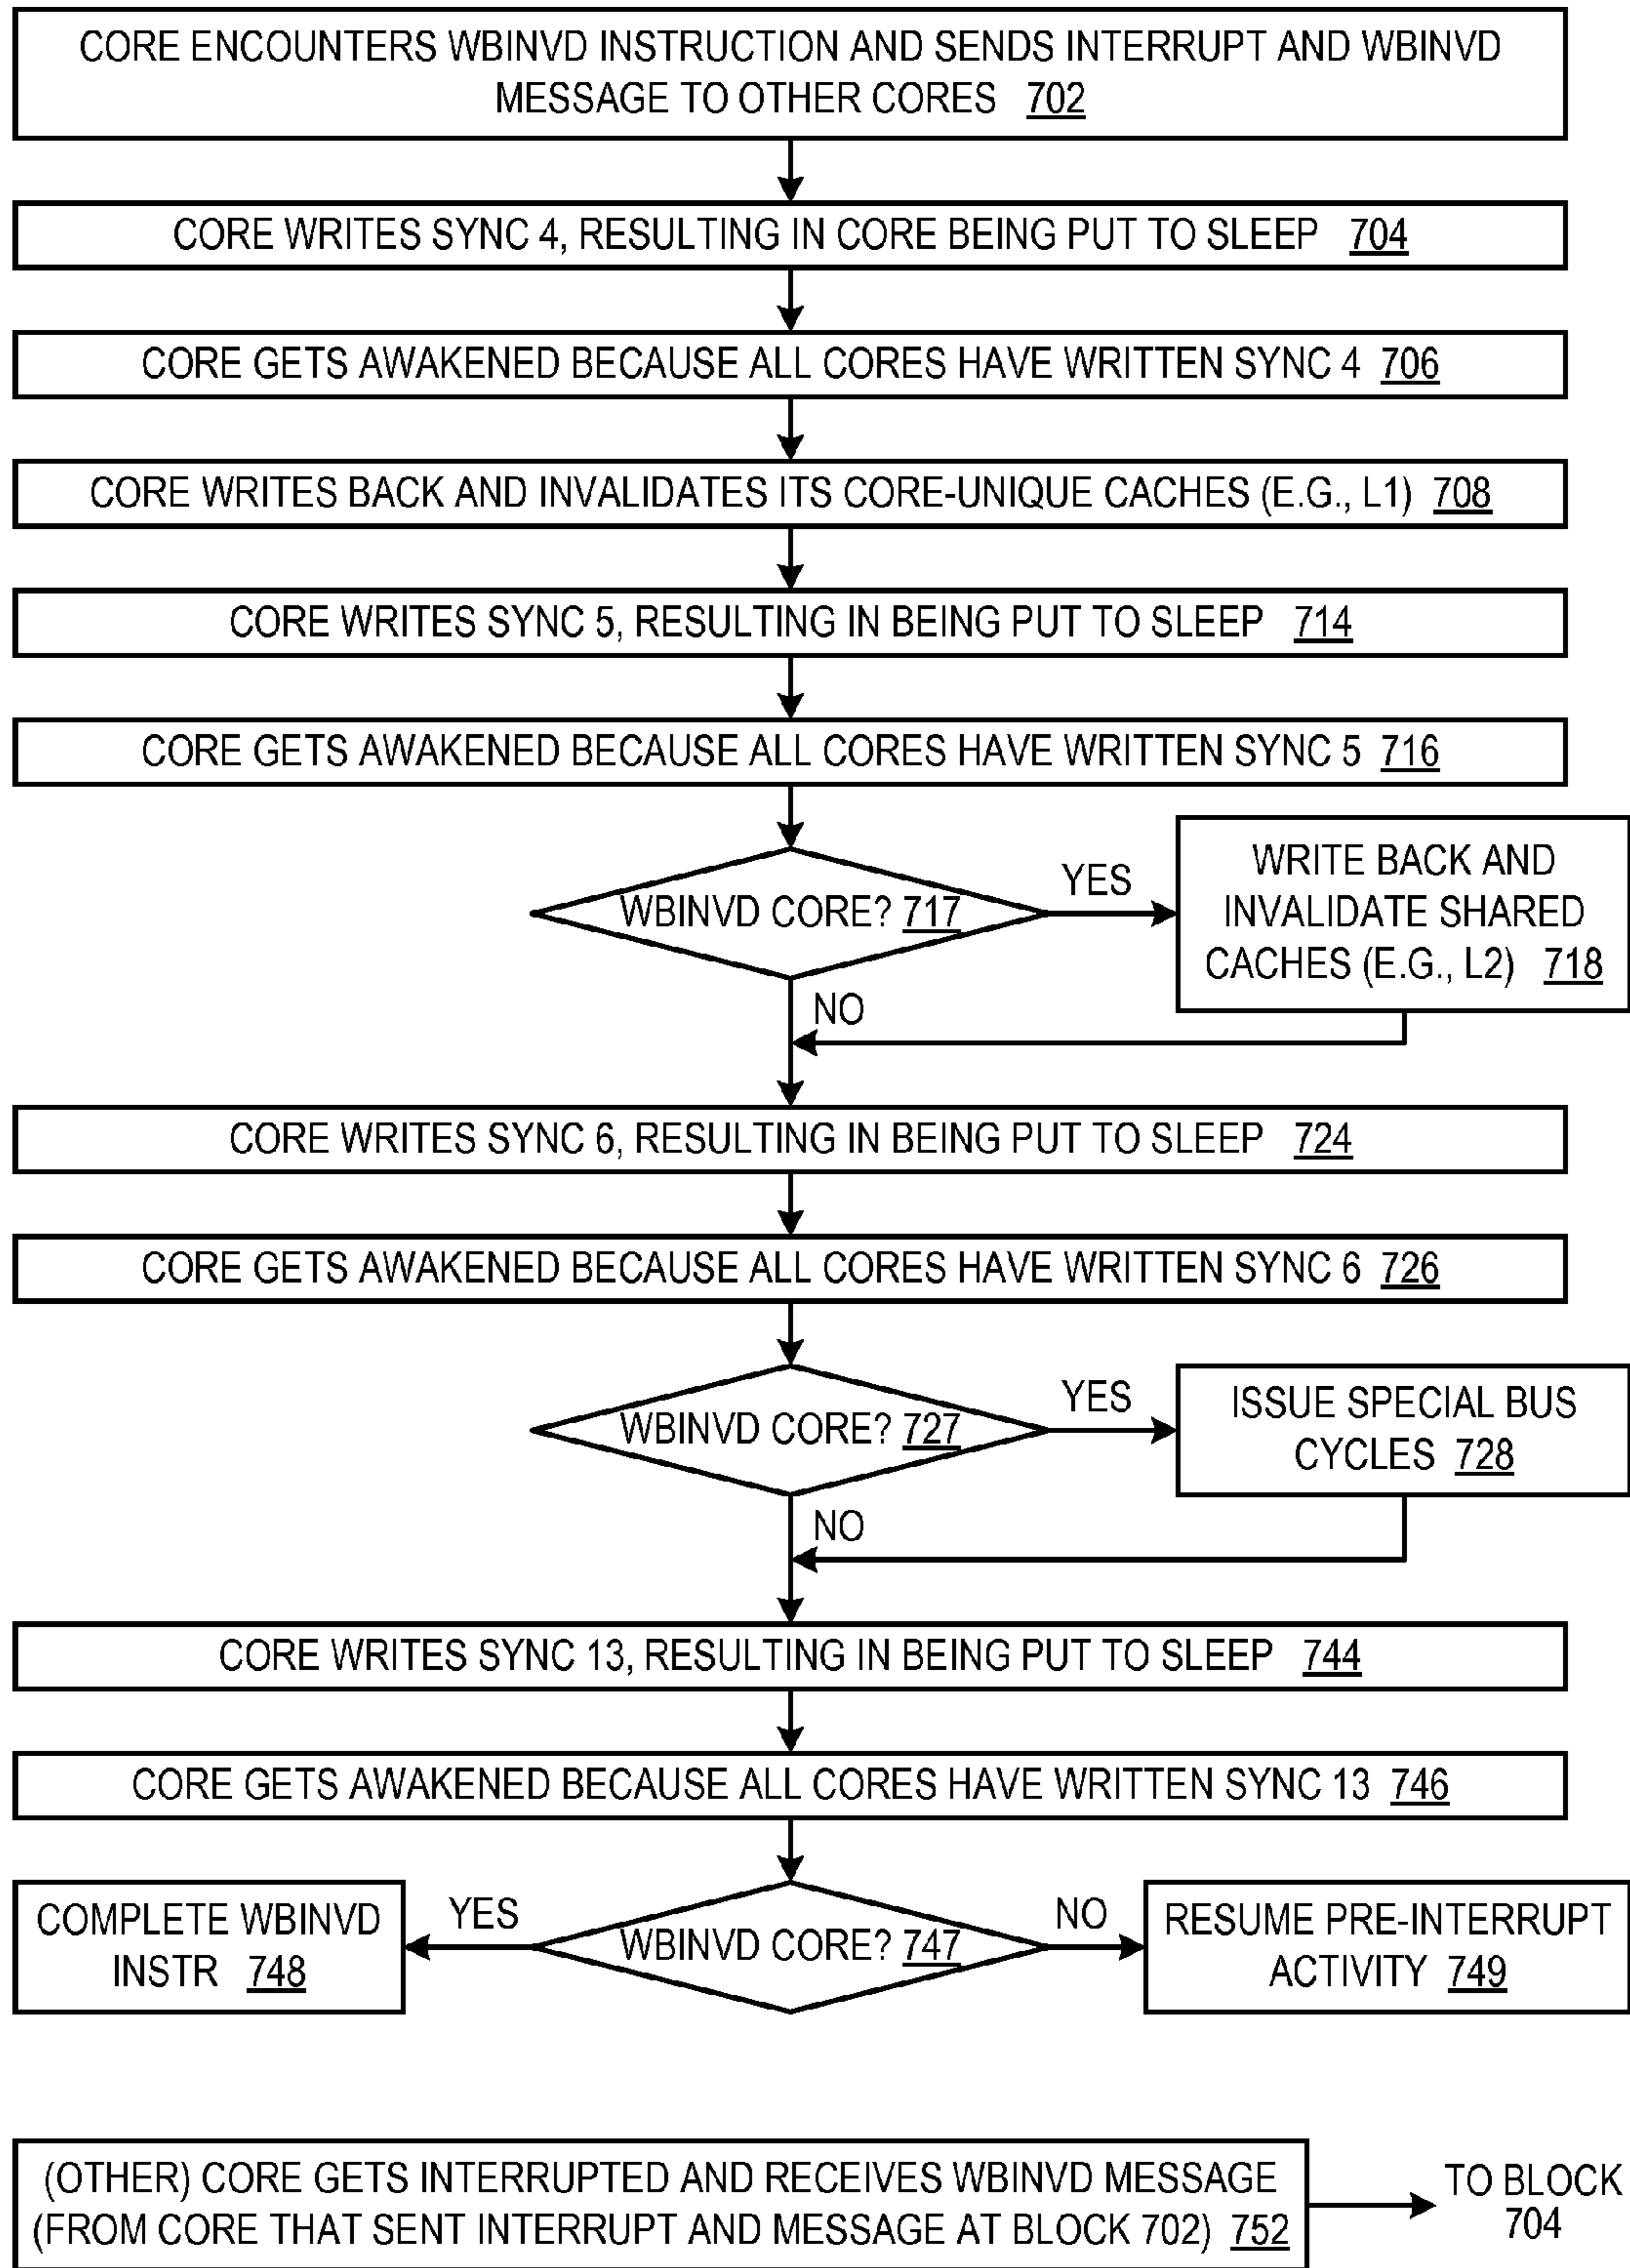 CORE ENCOUNTERS WBINVD INSTRUCTION AND SENDS INTERRUPT AND WBINVD
MESSAGE TO OTHER CORES 702
CORE WRITES SYNC 4, RESULTING IN CORE BEING PUT TO SLEEP 704
CORE GETS AWAKENED BECAUSE ALL CORES HAVE WRITTEN SYNC 4 706
CORE WRITES BACK AND INVALIDATES ITS CORE-UNIQUE CACHES (E.G., L1) 708
CORE WRITES SYNC 5, RESULTING IN BEING PUT TO SLEEP 714
CORE GETS AWAKENED BECAUSE ALL CORES HAVE WRITTEN SYNC 5 716
WBINVD CORE? 717
YES
WRITE BACK AND
INVALIDATE SHARED
CACHES (E.G., L2) 718
NO
CORE WRITES SYNC 6, RESULTING IN BEING PUT TO SLEEP 724
CORE GETS AWAKENED BECAUSE ALL CORES HAVE WRITTEN SYNC 6 726
WBINVD CORE? 727
YES
ISSUE SPECIAL BUS
CYCLES 728
NO
CORE WRITES SYNC 13, RESULTING IN BEING PUT TO SLEEP 744
CORE GETS AWAKENED BECAUSE ALL CORES HAVE WRITTEN SYNC 13 746
COMPLETE WBINVD
INSTR 748
YES
WBINVD CORE? 747
NO
RESUME PRE-INTERRUPT
ACTIVITY 749
(OTHER) CORE GETS INTERRUPTED AND RECEIVES WBINVD MESSAGE
(FROM CORE THAT SENT INTERRUPT AND MESSAGE AT BLOCK 702) 752
TO BLOCK
704